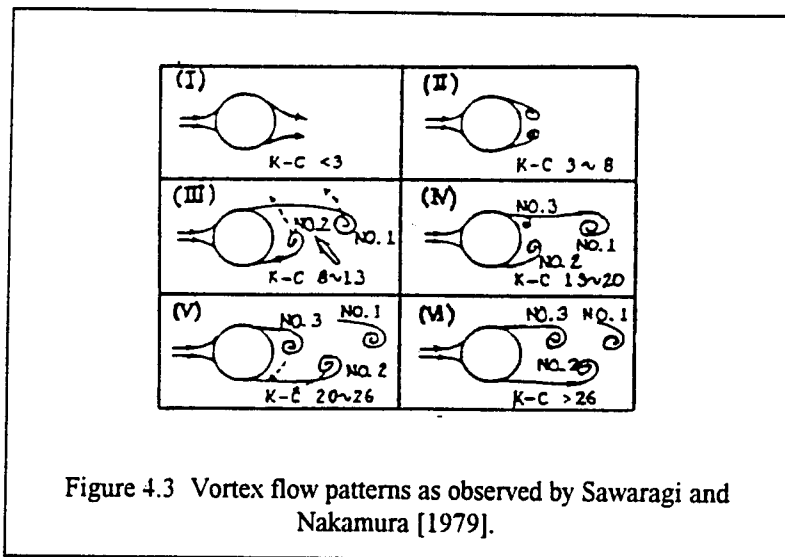 (I)
K-C <3
(II)
K-C 3~8
(III)
NO.2
NO.1
K-C 8~13
(IV)
NO.3
NO.1
NO.2
K-C 13~20
(V)
NO.3
NO.1
NO.2
K-C 20~26
(VI)
NO.3
NO.1
NO.2
K-C >26
Figure 4.3 Vortex flow patterns as observed by Sawaragi and
Nakamura [1979].